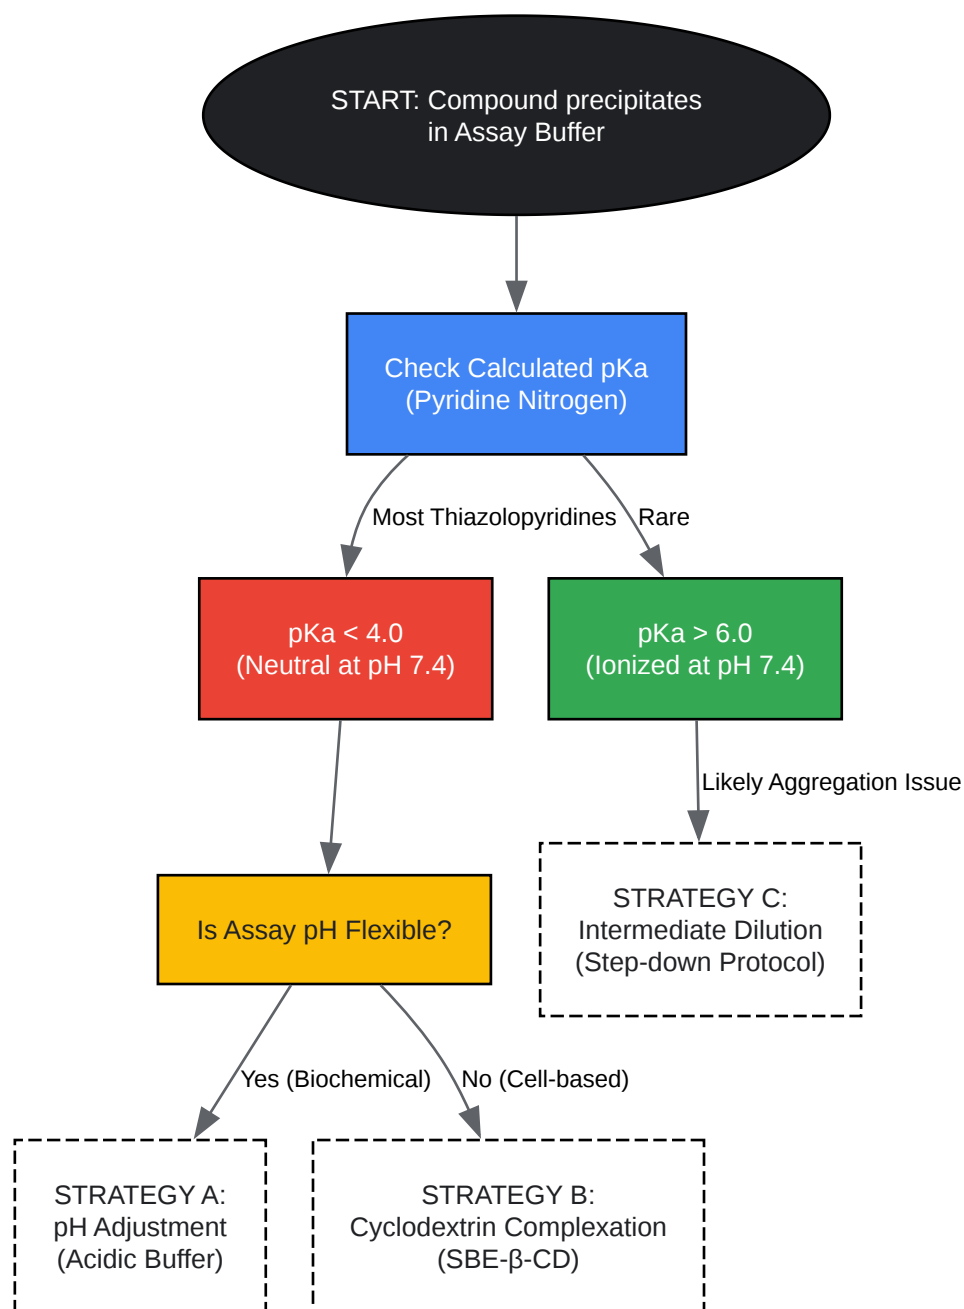 START: Compound precipitates
in Assay Buffer
Check Calculated pKa
(Pyridine Nitrogen)
Most Thiazolopyridines
Rare
pKa < 4.0
(Neutral at pH 7.4)
pKa > 6.0
(Ionized at pH 7.4)
Likely Aggregation Issue
STRATEGY C:
Intermediate Dilution
(Step-down Protocol)
Is Assay pH Flexible?
Yes (Biochemical)
No (Cell-based)
STRATEGY A:
pH Adjustment
(Acidic Buffer)
STRATEGY B:
Cyclodextrin Complexation
(SBE-β-CD)